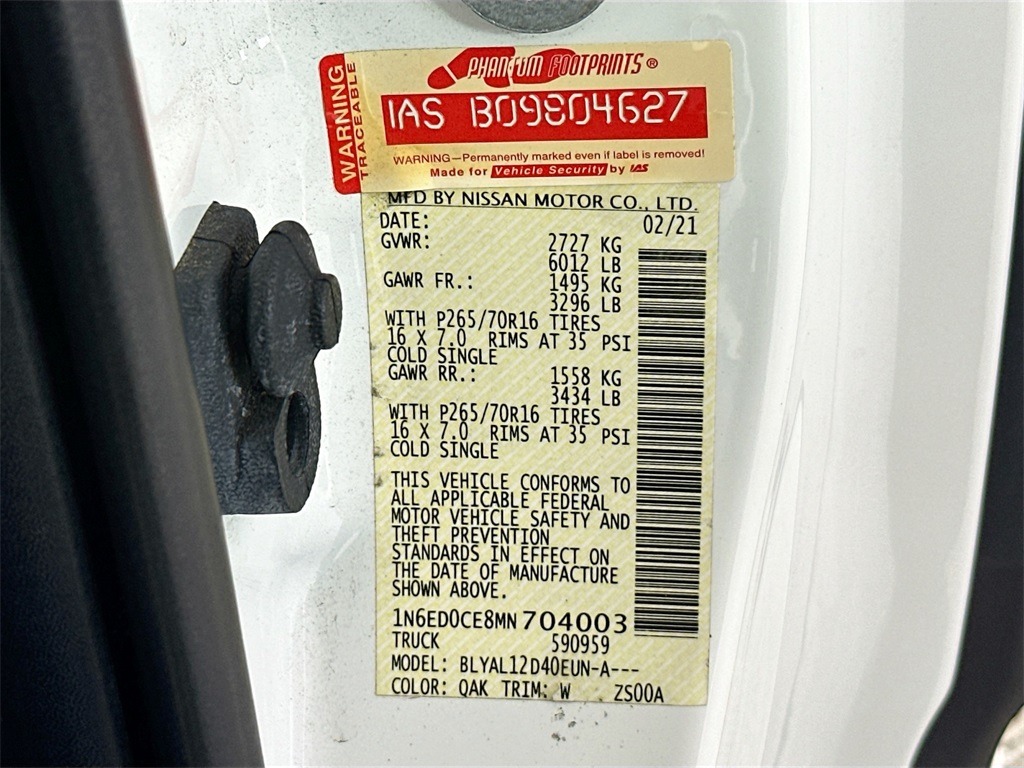 WARNING
TRACEABLE
PHANTOM FOOTPRINTS®
IAS B09804627
WARNING—Permanently marked even if label is removed!
Made for Vehicle Security by IAS
MFD BY NISSAN MOTOR CO., LTD.
DATE: 02/21
GVWR: 2727 KG
6012 LB
GAWR FR.: 1495 KG
3296 LB
WITH P265/70R16 TIRES
16 X 7.0 RIMS AT 35 PSI
COLD SINGLE
GAWR RR.: 1558 KG
3434 LB
WITH P265/70R16 TIRES
16 X 7.0 RIMS AT 35 PSI
COLD SINGLE
THIS VEHICLE CONFORMS TO
ALL APPLICABLE FEDERAL
MOTOR VEHICLE SAFETY AND
THEFT PREVENTION
STANDARDS IN EFFECT ON
THE DATE OF MANUFACTURE
SHOWN ABOVE.
1N6ED0CE8MN704003
TRUCK 590959
MODEL: BLYAL12D40EUN-A---
COLOR: QAK TRIM: W ZS00A